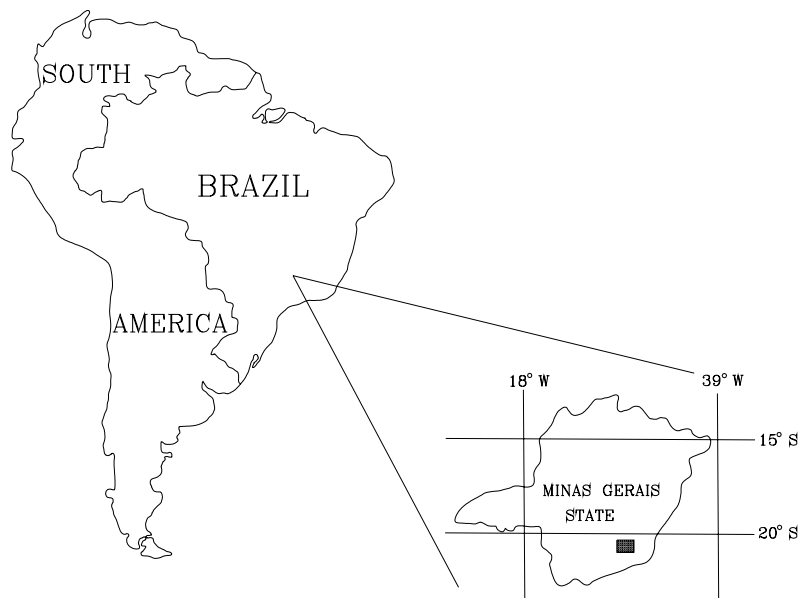 SOUTH
BRAZIL
AMERICA
18° W
39° W
15° S
MINAS GERAIS
STATE
20° S